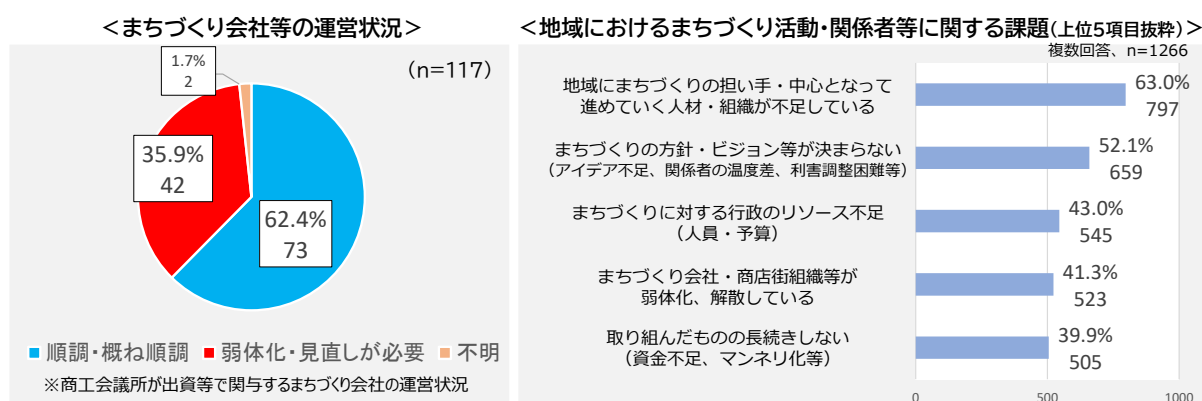 ＜まちづくり会社等の運営状況＞
(n=117)
1.7%
2
35.9%
42
62.4%
73
順調・概ね順調
弱体化・見直しが必要
不明
※商工会議所が出資等で関与するまちづくり会社の運営状況
＜地域におけるまちづくり活動・関係者等に関する課題(上位5項目抜粋)＞
複数回答、n=1266
地域にまちづくりの担い手・中心となって
進めていく人材・組織が不足している
63.0%
797
まちづくりの方針・ビジョン等が決まらない
（アイデア不足、関係者の温度差、利害調整困難等）
52.1%
659
まちづくりに対する行政のリソース不足
（人員・予算）
43.0%
545
まちづくり会社・商店街組織等が
弱体化、解散している
41.3%
523
取り組んだものの長続きしない
（資金不足、マンネリ化等）
39.9%
505
0
500
1000